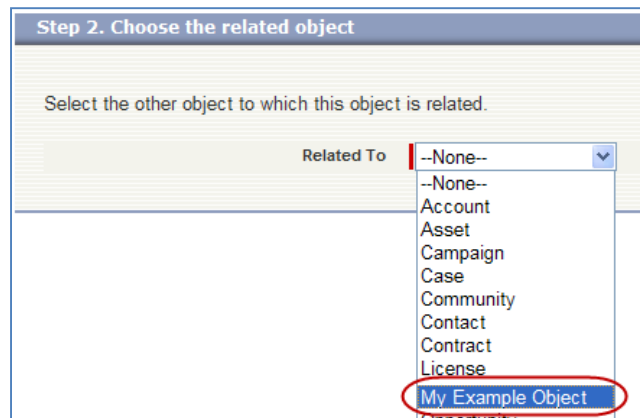 Step 2. Choose the related object
Select the other object to which this object is related.
Related To --None--
--None--
Account
Asset
Campaign
Case
Community
Contact
Contract
License
My Example Object